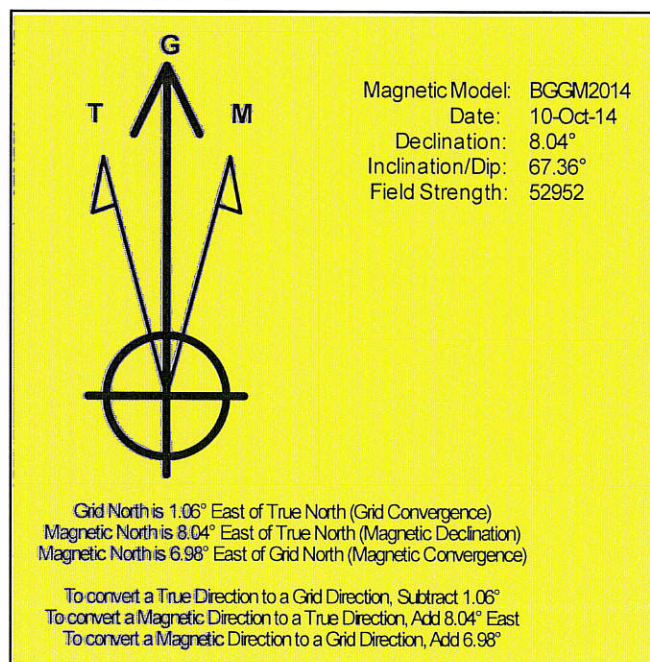 G
T M
Magnetic Model: BGGM2014
Date: 10-Oct-14
Declination: 8.04°
Inclination/Dip: 67.36°
Field Strength: 52952
Grid North is 1.06° East of True North (Grid Convergence)
Magnetic North is 8.04° East of True North (Magnetic Declination)
Magnetic North is 6.98° East of Grid North (Magnetic Convergence)
To convert a True Direction to a Grid Direction, Subtract 1.06°
To convert a Magnetic Direction to a True Direction, Add 8.04° East
To convert a Magnetic Direction to a Grid Direction, Add 6.98°